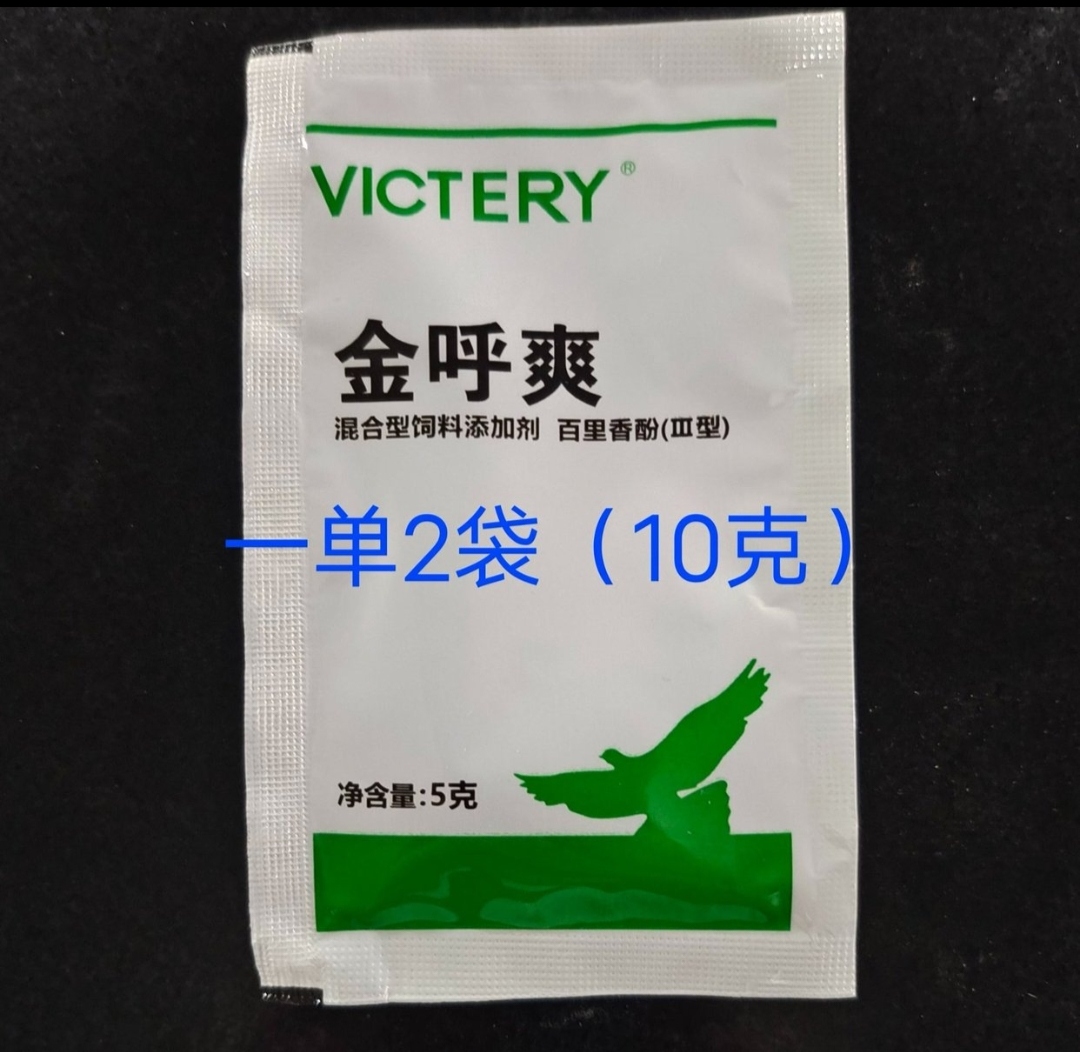 VICTERY®
金呼爽
混合型饲料添加剂 百里香酚(Ⅲ型)
一单2袋（10克）
净含量:5克